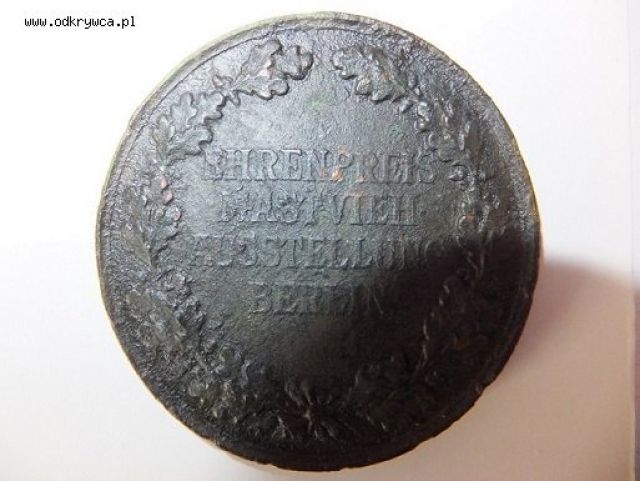 www.odkrywca.pl
EHRENPREIS
MASTVIEH
AUSSTELLUNG
BERLIN